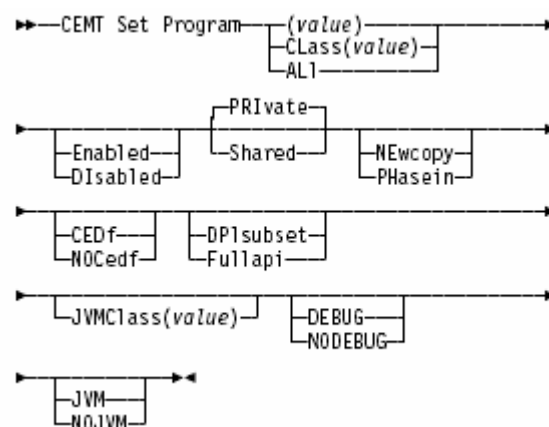 CEMT Set Program (value)
CLass(value)
ALl
PRIvate
Enabled Shared NEwcopy
DIsabled PHasein
CEDf DPlsubset
NOCedf Fullapi
JVMClass(value) DEBUG
NODEBUG
JVM
NOJVM